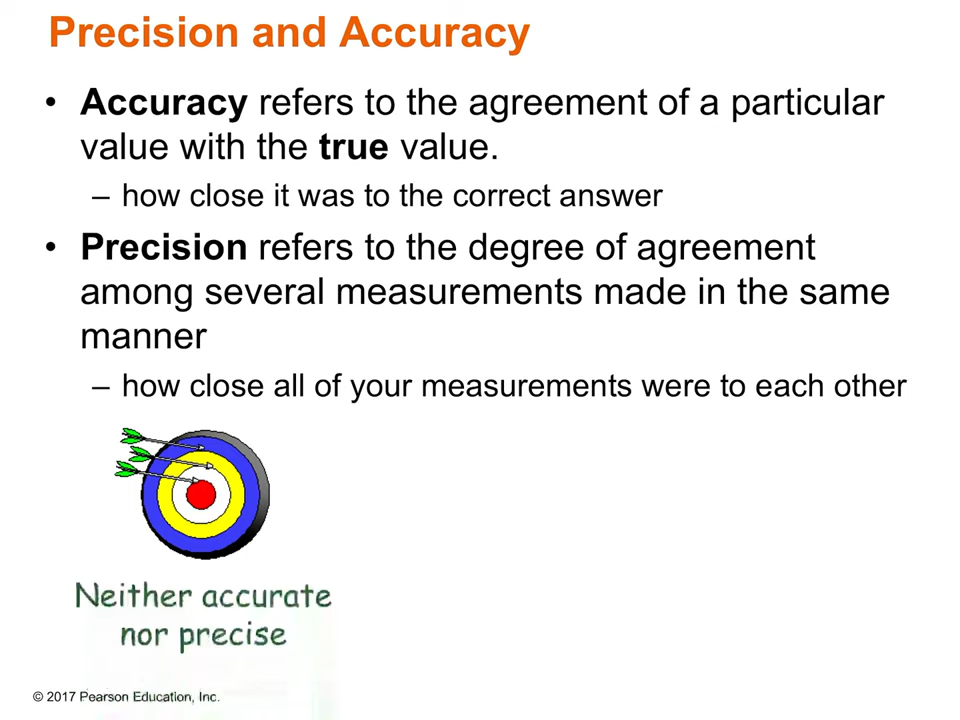 Precision and Accuracy
• Accuracy refers to the agreement of a particular
value with the true value.
– how close it was to the correct answer
• Precision refers to the degree of agreement
among several measurements made in the same
manner
– how close all of your measurements were to each other
Neither accurate
nor precise
© 2017 Pearson Education, Inc.